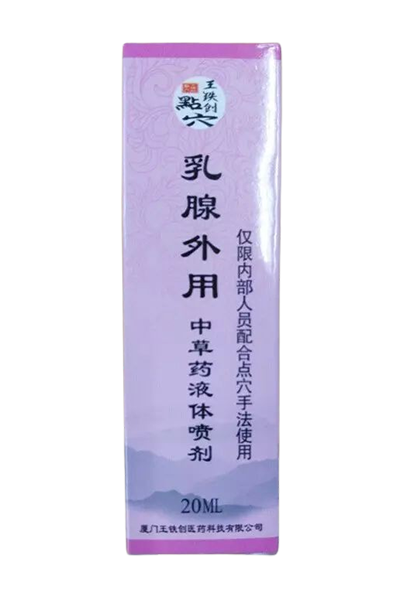 王铁创
點穴
乳腺外用
中草药液体喷剂
仅限内部人员配合点穴手法使用
20ML
厦门王铁创医药科技有限公司